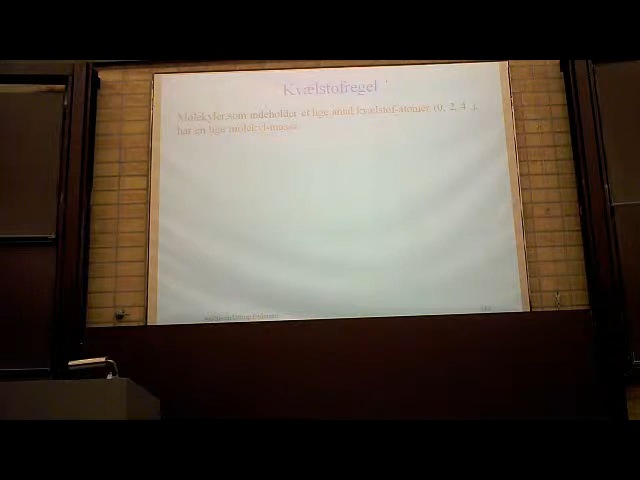 Kvælstofregel
Molekyler, som indeholder et lige antal kvælstof-atomer (0, 2, 4 ..),
har en lige molekyl-masse